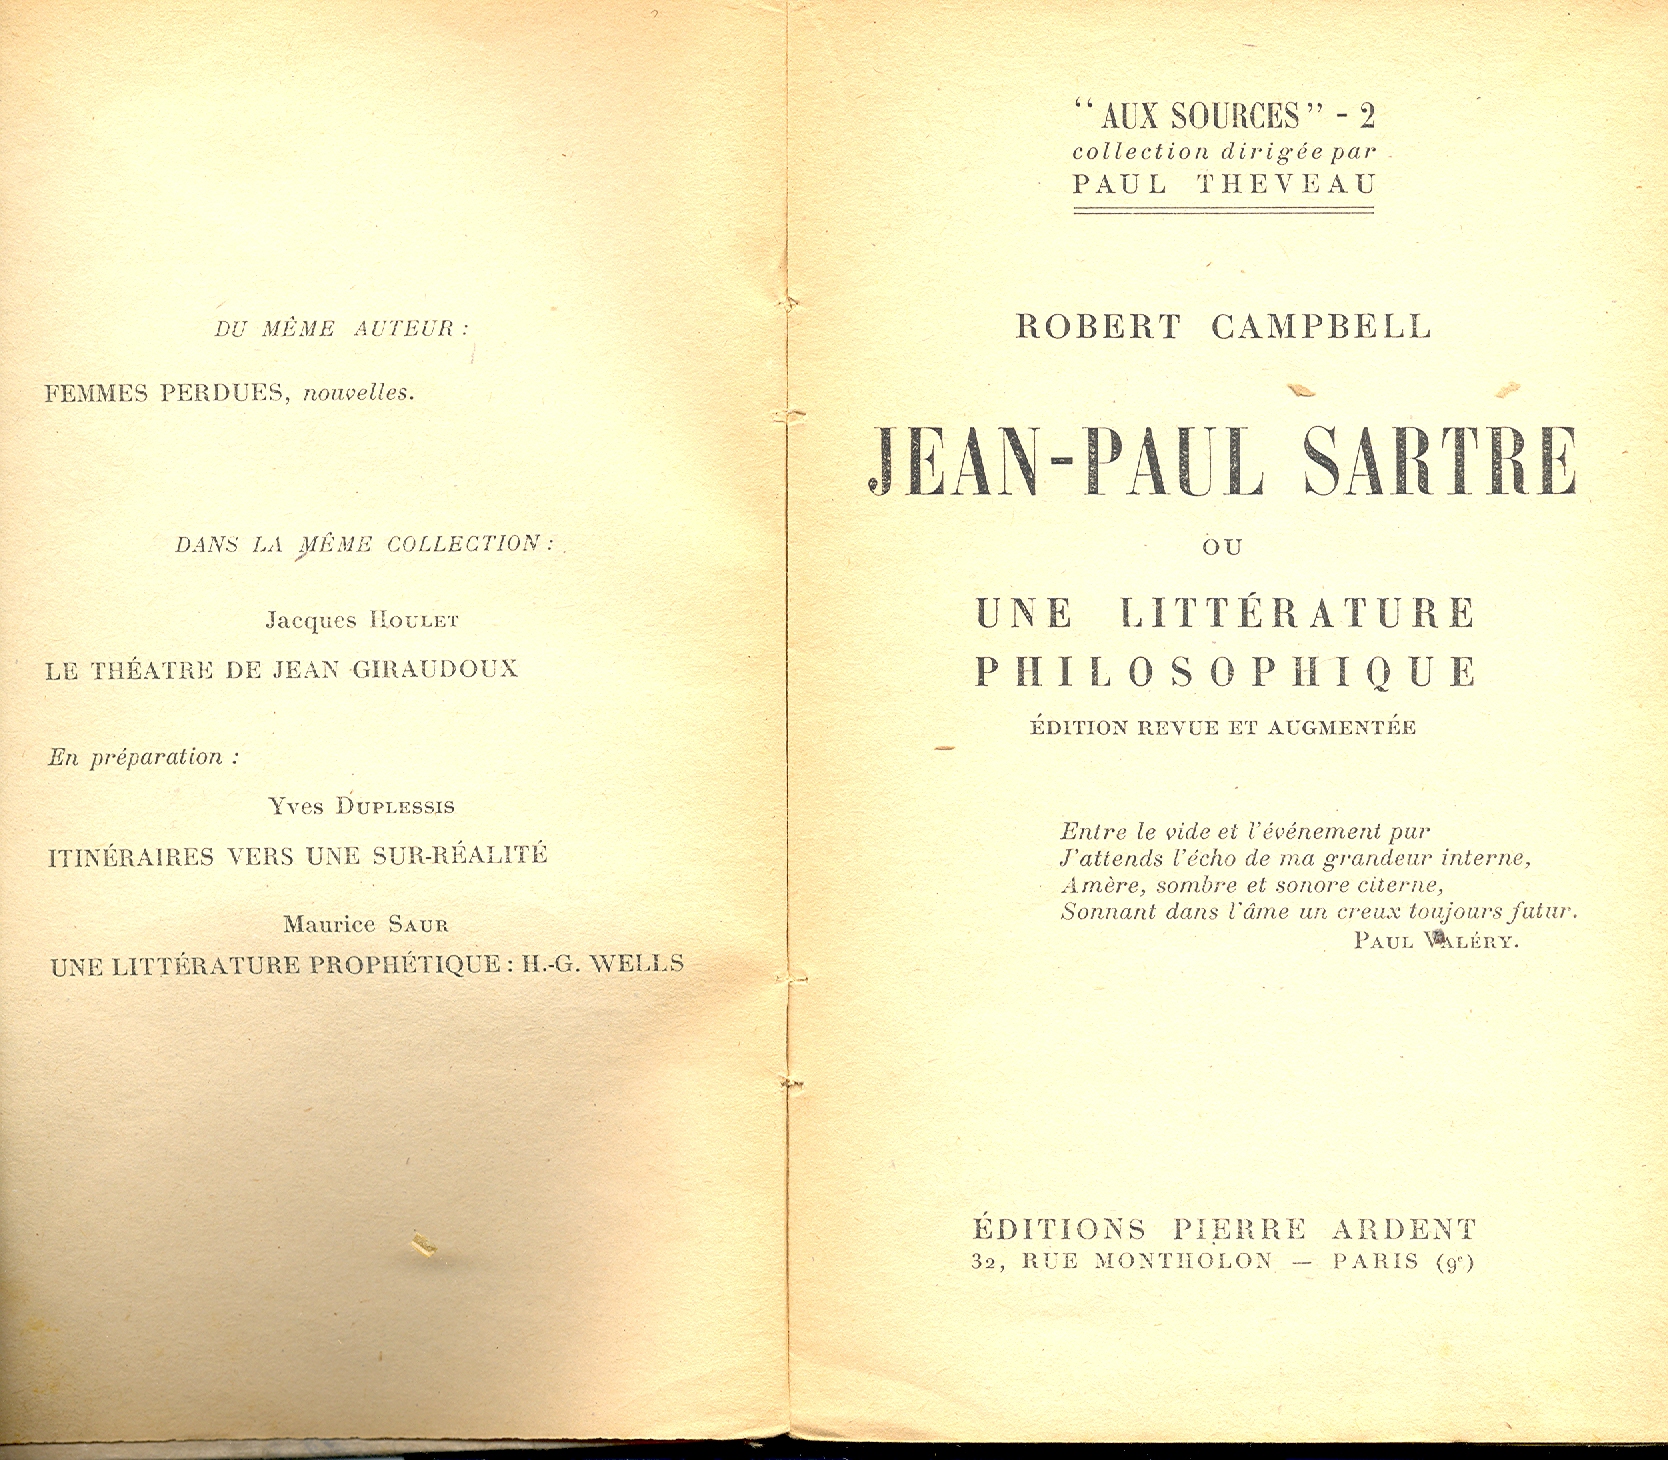 DU MÊME AUTEUR :
FEMMES PERDUES, nouvelles.
DANS LA MÊME COLLECTION :
Jacques HOULET
LE THÉATRE DE JEAN GIRAUDOUX
En préparation :
Yves DUPLESSIS
ITINÉRAIRES VERS UNE SUR-RÉALITÉ
Maurice SAUR
UNE LITTÉRATURE PROPHÉTIQUE : H.-G. WELLS
“AUX SOURCES” - 2
collection dirigée par
PAUL THEVEAU
ROBERT CAMPBELL
JEAN-PAUL SARTRE
OU
UNE LITTÉRATURE
PHILOSOPHIQUE
ÉDITION REVUE ET AUGMENTÉE
Entre le vide et l'événement pur
J'attends l'écho de ma grandeur interne,
Amère, sombre et sonore citerne,
Sonnant dans l'âme un creux toujours futur.
PAUL VALÉRY.
ÉDITIONS PIERRE ARDENT
32, RUE MONTHOLON — PARIS (9e)